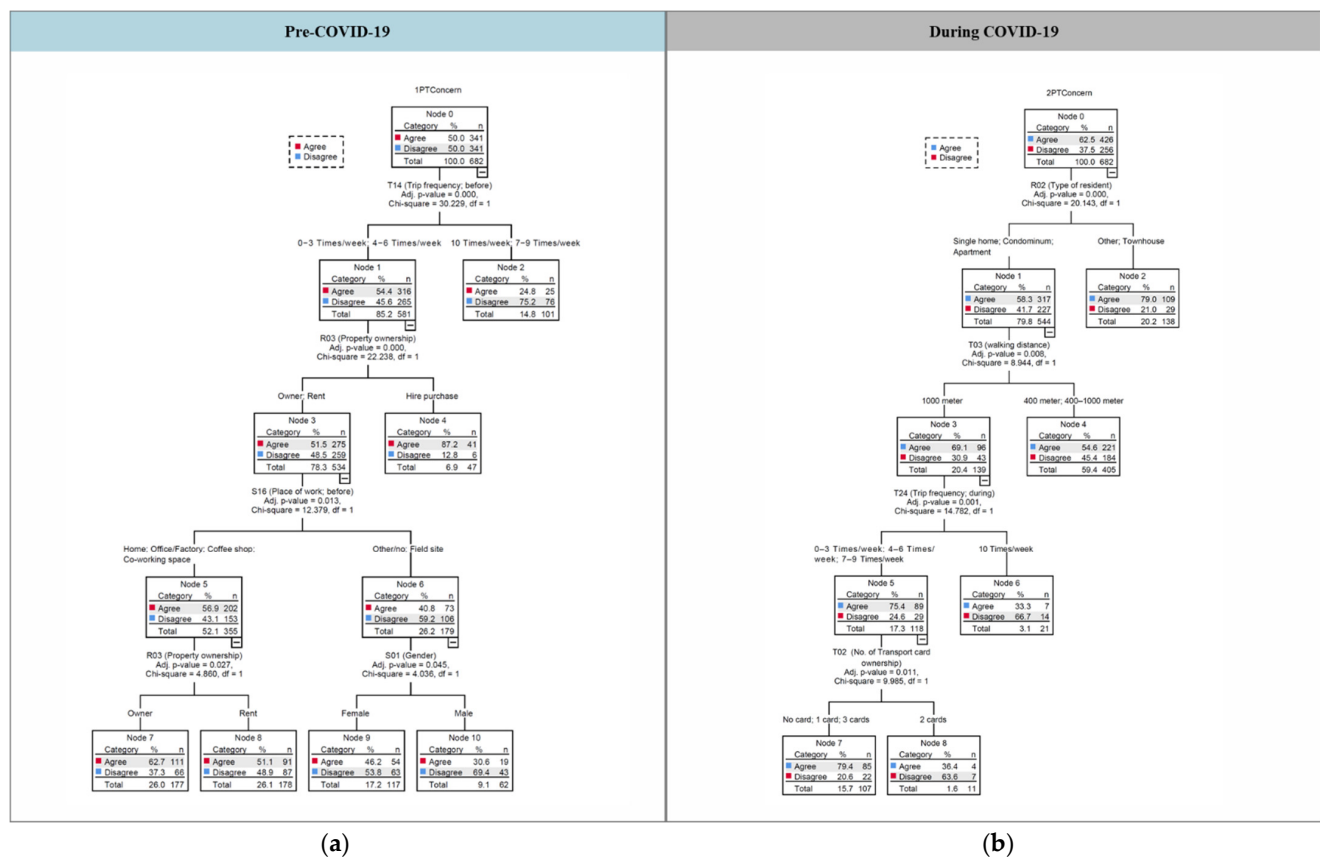 Pre-COVID-19
1PTConcern
Agree
Disagree
Node 0
Category % n
Agree 50.0 341
Disagree 50.0 341
Total 100.0 682
T14 (Trip frequency; before)
Adj. p-value = 0.000,
Chi-square = 30.229, df = 1
0–3 Times/week; 4–6 Times/week
10 Times/week; 7–9 Times/week
Node 1
Category % n
Agree 54.4 316
Disagree 45.6 265
Total 85.2 581
Node 2
Category % n
Agree 24.8 25
Disagree 75.2 76
Total 14.8 101
R03 (Property ownership)
Adj. p-value = 0.000,
Chi-square = 22.238, df = 1
Owner; Rent
Hire purchase
Node 3
Category % n
Agree 51.5 275
Disagree 48.5 259
Total 78.3 534
Node 4
Category % n
Agree 87.2 41
Disagree 12.8 6
Total 6.9 47
S16 (Place of work; before)
Adj. p-value = 0.013,
Chi-square = 12.379, df = 1
Home; Office/Factory; Coffee shop;
Co-working space
Other/no; Field site
Node 5
Category % n
Agree 56.9 202
Disagree 43.1 153
Total 52.1 355
Node 6
Category % n
Agree 40.8 73
Disagree 59.2 106
Total 26.2 179
R03 (Property ownership)
Adj. p-value = 0.027,
Chi-square = 4.860, df = 1
S01 (Gender)
Adj. p-value = 0.045,
Chi-square = 4.036, df = 1
Owner
Rent
Female
Male
Node 7
Category % n
Agree 62.7 111
Disagree 37.3 66
Total 26.0 177
Node 8
Category % n
Agree 51.1 91
Disagree 48.9 87
Total 26.1 178
Node 9
Category % n
Agree 46.2 54
Disagree 53.8 63
Total 17.2 117
Node 10
Category % n
Agree 30.6 19
Disagree 69.4 43
Total 9.1 62
(a)
During COVID-19
2PTConcern
Agree
Disagree
Node 0
Category % n
Agree 62.5 426
Disagree 37.5 256
Total 100.0 682
R02 (Type of resident)
Adj. p-value = 0.000,
Chi-square = 20.143, df = 1
Single home; Condominum;
Apartment
Other; Townhouse
Node 1
Category % n
Agree 58.3 317
Disagree 41.7 227
Total 79.8 544
Node 2
Category % n
Agree 79.0 109
Disagree 21.0 29
Total 20.2 138
T03 (walking distance)
Adj. p-value = 0.008,
Chi-square = 8.944, df = 1
1000 meter
400 meter; 400–1000 meter
Node 3
Category % n
Agree 69.1 96
Disagree 30.9 43
Total 20.4 139
Node 4
Category % n
Agree 54.6 221
Disagree 45.4 184
Total 59.4 405
T24 (Trip frequency; during)
Adj. p-value = 0.001,
Chi-square = 14.782, df = 1
0–3 Times/week; 4–6 Times/
week; 7–9 Times/week
10 Times/week
Node 5
Category % n
Agree 75.4 89
Disagree 24.6 29
Total 17.3 118
Node 6
Category % n
Agree 33.3 7
Disagree 66.7 14
Total 3.1 21
T02 (No. of Transport card
ownership)
Adj. p-value = 0.011,
Chi-square = 9.985, df = 1
No card; 1 card; 3 cards
2 cards
Node 7
Category % n
Agree 79.4 85
Disagree 20.6 22
Total 15.7 107
Node 8
Category % n
Agree 36.4 4
Disagree 63.6 7
Total 1.6 11
(b)